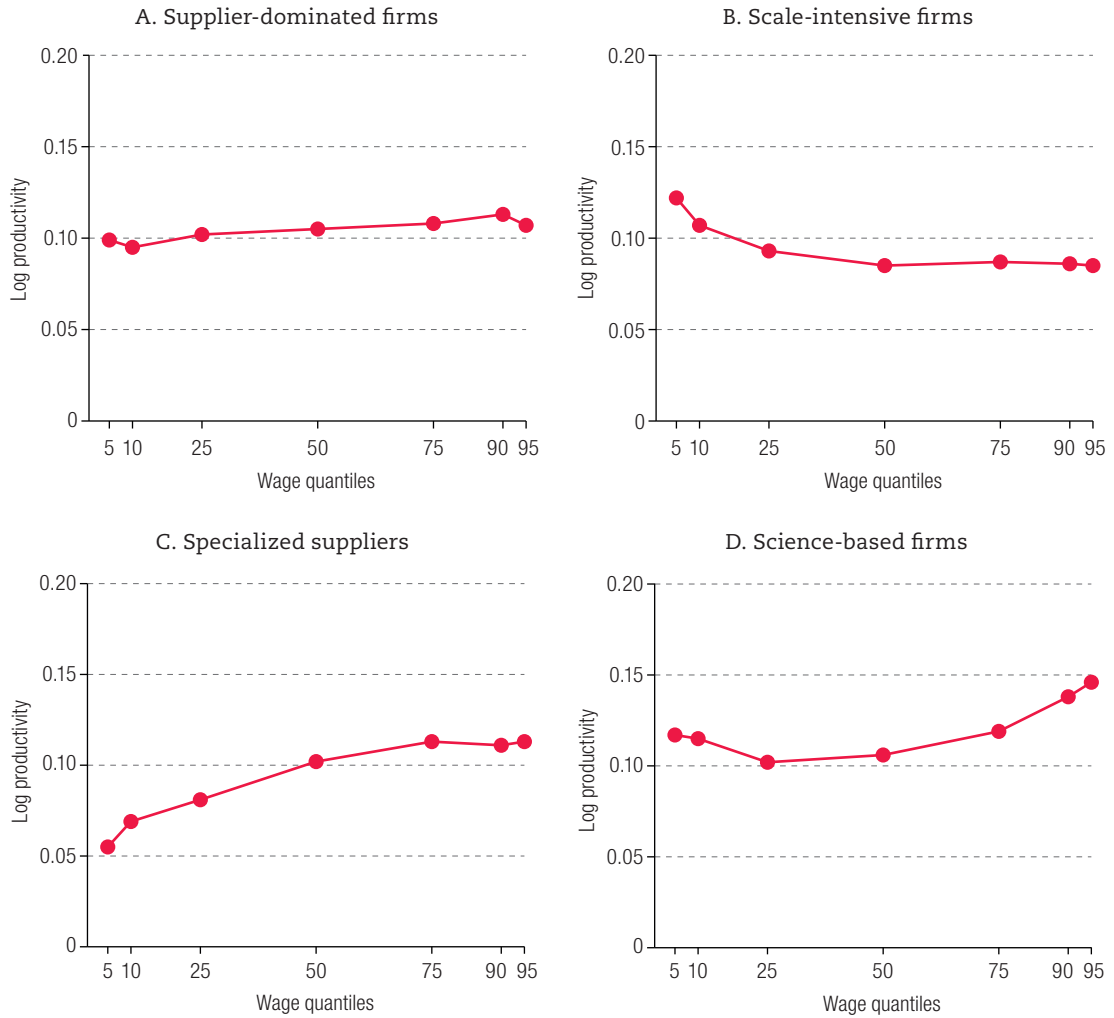 A. Supplier-dominated firms
0.20
0.15
0.10
0.05
0
Log productivity
5 10 25 50 75 90 95
Wage quantiles
B. Scale-intensive firms
0.20
0.15
0.10
0.05
0
Log productivity
5 10 25 50 75 90 95
Wage quantiles
C. Specialized suppliers
0.20
0.15
0.10
0.05
0
Log productivity
5 10 25 50 75 90 95
Wage quantiles
D. Science-based firms
0.20
0.15
0.10
0.05
0
Log productivity
5 10 25 50 75 90 95
Wage quantiles